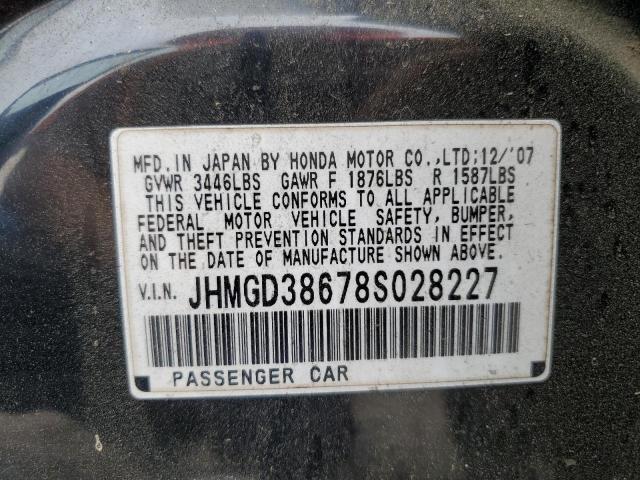 MFD. IN JAPAN BY HONDA MOTOR CO.,LTD;12/'07
GVWR 3446LBS GAWR F 1876LBS R 1587LBS
THIS VEHICLE CONFORMS TO ALL APPLICABLE
FEDERAL MOTOR VEHICLE SAFETY, BUMPER,
AND THEFT PREVENTION STANDARDS IN EFFECT
ON THE DATE OF MANUFACTURE SHOWN ABOVE.
V.I.N. JHMGD38678S028227
PASSENGER CAR